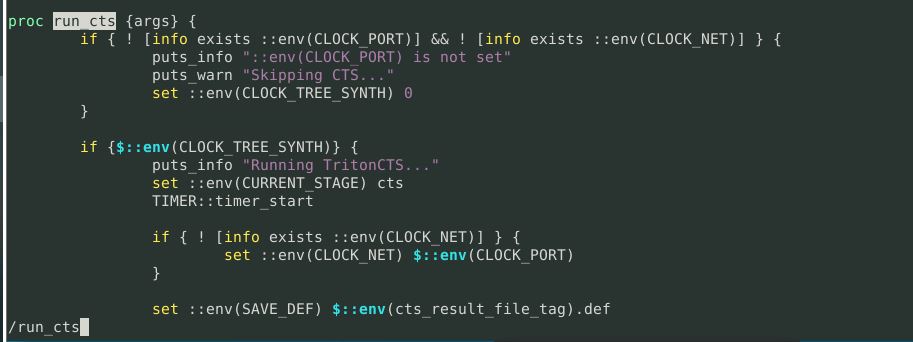 proc run_cts {args} {
if { ! [info exists ::env(CLOCK_PORT)] && ! [info exists ::env(CLOCK_NET)] } {
puts_info "::env(CLOCK_PORT) is not set"
puts_warn "Skipping CTS..."
set ::env(CLOCK_TREE_SYNTH) 0
}
if {$::env(CLOCK_TREE_SYNTH)} {
puts_info "Running TritonCTS..."
set ::env(CURRENT_STAGE) cts
TIMER::timer_start
if { ! [info exists ::env(CLOCK_NET)] } {
set ::env(CLOCK_NET) $::env(CLOCK_PORT)
}
set ::env(SAVE_DEF) $::env(cts_result_file_tag).def
/run_cts